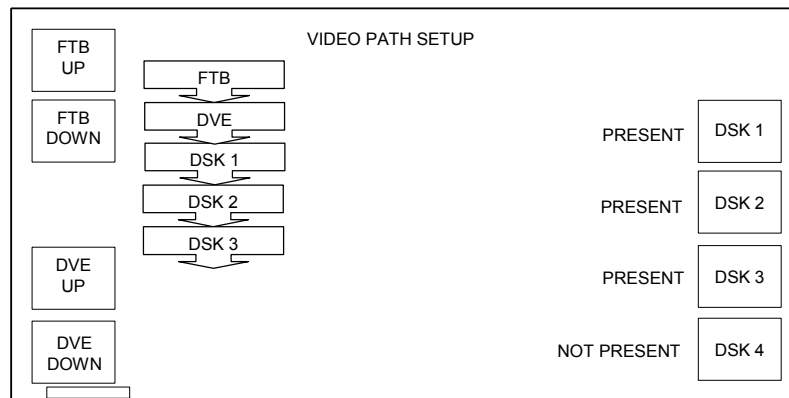 VIDEO PATH SETUP
FTB
UP
FTB
DOWN
DVE
UP
DVE
DOWN
FTB
DVE
DSK 1
DSK 2
DSK 3
PRESENT
DSK 1
PRESENT
DSK 2
PRESENT
DSK 3
NOT PRESENT
DSK 4